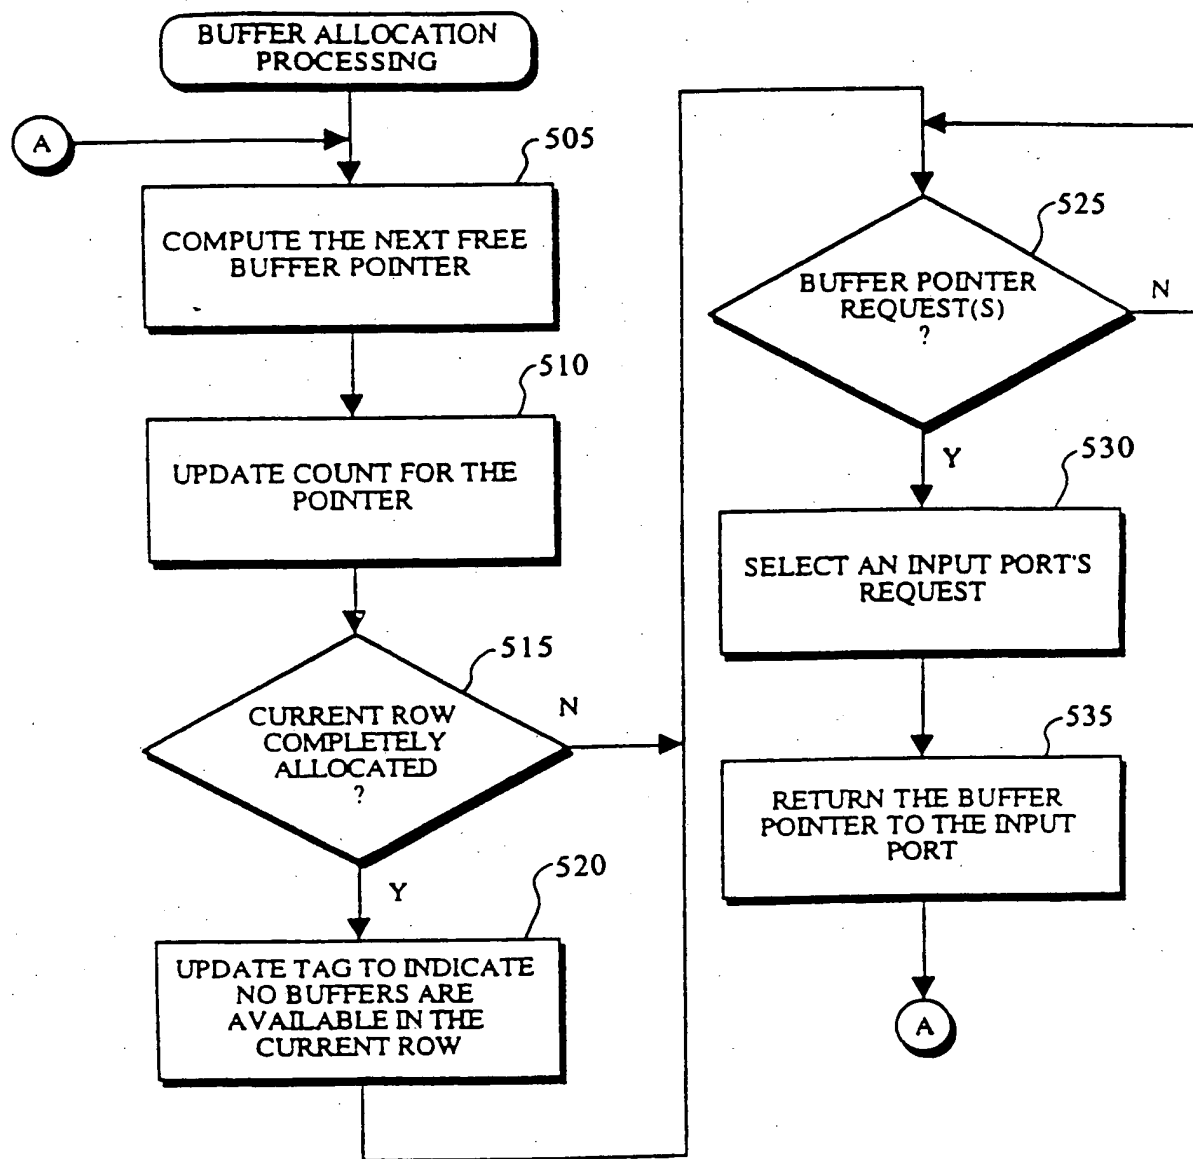 BUFFER ALLOCATION
PROCESSING
A
505
COMPUTE THE NEXT FREE
BUFFER POINTER
510
UPDATE COUNT FOR THE
POINTER
515
CURRENT ROW
COMPLETELY
ALLOCATED
?
N
Y
520
UPDATE TAG TO INDICATE
NO BUFFERS ARE
AVAILABLE IN THE
CURRENT ROW
525
BUFFER POINTER
REQUEST(S)
?
N
Y
530
SELECT AN INPUT PORT'S
REQUEST
535
RETURN THE BUFFER
POINTER TO THE INPUT
PORT
A